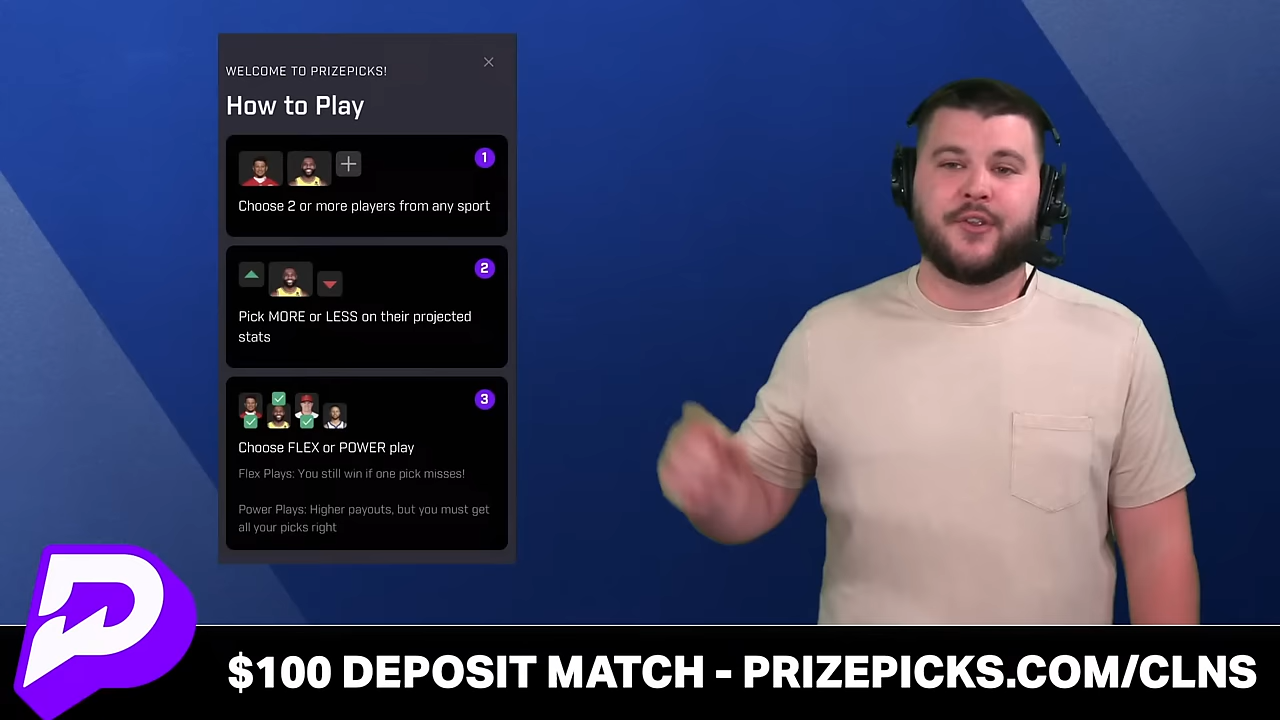 WELCOME TO PRIZEPICKS!
How to Play
1
Choose 2 or more players from any sport
2
Pick MORE or LESS on their projected
stats
3
Choose FLEX or POWER play
Flex Plays: You still win if one pick misses!
Power Plays: Higher payouts, but you must get
all your picks right
$100 DEPOSIT MATCH - PRIZEPICKS.COM/CLNS